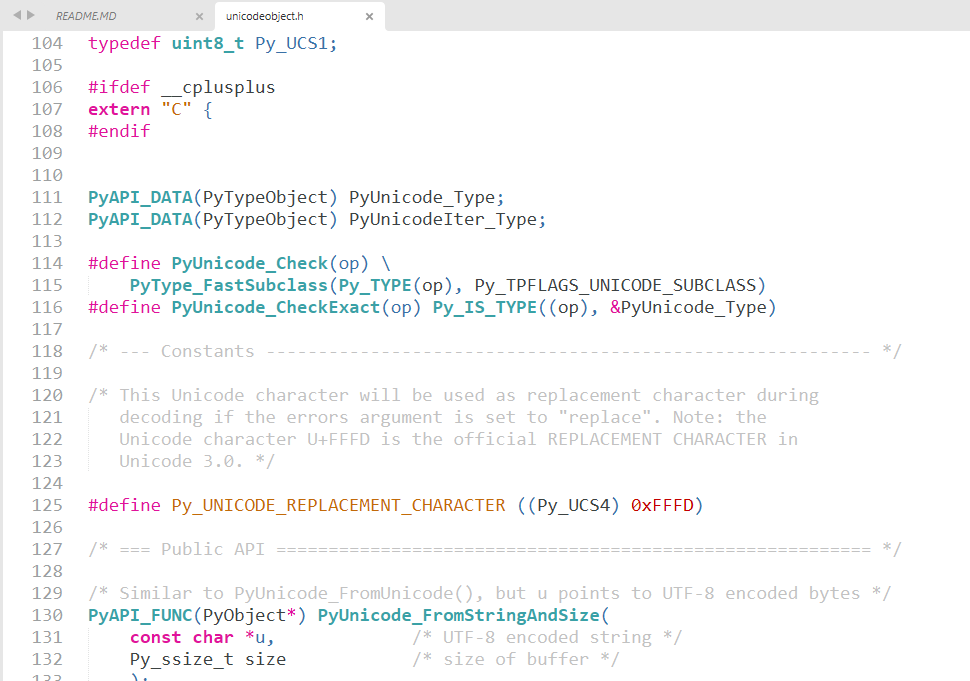 README.MD
unicodeobject.h
104 typedef uint8_t Py_UCS1;
105
106 #ifdef __cplusplus
107 extern "C" {
108 #endif
109
110
111 PyAPI_DATA(PyTypeObject) PyUnicode_Type;
112 PyAPI_DATA(PyTypeObject) PyUnicodeIter_Type;
113
114 #define PyUnicode_Check(op) \
115     PyType_FastSubclass(Py_TYPE(op), Py_TPFLAGS_UNICODE_SUBCLASS)
116 #define PyUnicode_CheckExact(op) Py_IS_TYPE((op), &PyUnicode_Type)
117
118 /* --- Constants ---------------------------------------------------------- */
119
120 /* This Unicode character will be used as replacement character during
121    decoding if the errors argument is set to "replace". Note: the
122    Unicode character U+FFFD is the official REPLACEMENT CHARACTER in
123    Unicode 3.0. */
124
125 #define Py_UNICODE_REPLACEMENT_CHARACTER ((Py_UCS4) 0xFFFD)
126
127 /* === Public API ========================================================= */
128
129 /* Similar to PyUnicode_FromUnicode(), but u points to UTF-8 encoded bytes */
130 PyAPI_FUNC(PyObject*) PyUnicode_FromStringAndSize(
131     const char *u,             /* UTF-8 encoded string */
132     Py_ssize_t size            /* size of buffer */
133     );